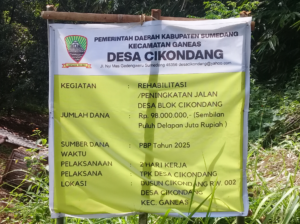 PEMERINTAH DAERAH KABUPATEN SUMEDANG
KECAMATAN GANEAS
DESA CIKONDANG
KEGIATAN : REHABILITASI
/PENINGKATAN JALAN
DESA BLOK CIKONDANG
JUMLAH DANA : Rp. 98.000.000,- (Sembilan
Puluh Delapan Juta Rupiah )
SUMBER DANA : PBP Tahun 2025
WAKTU
PELAKSANAAN : HARI KERJA
PELAKSANA : TPK DESA CIKONDANG
LOKASI : DUSUN CIKONDANG RW. 002
DESA CIKONDANG
KEC. GANEAS